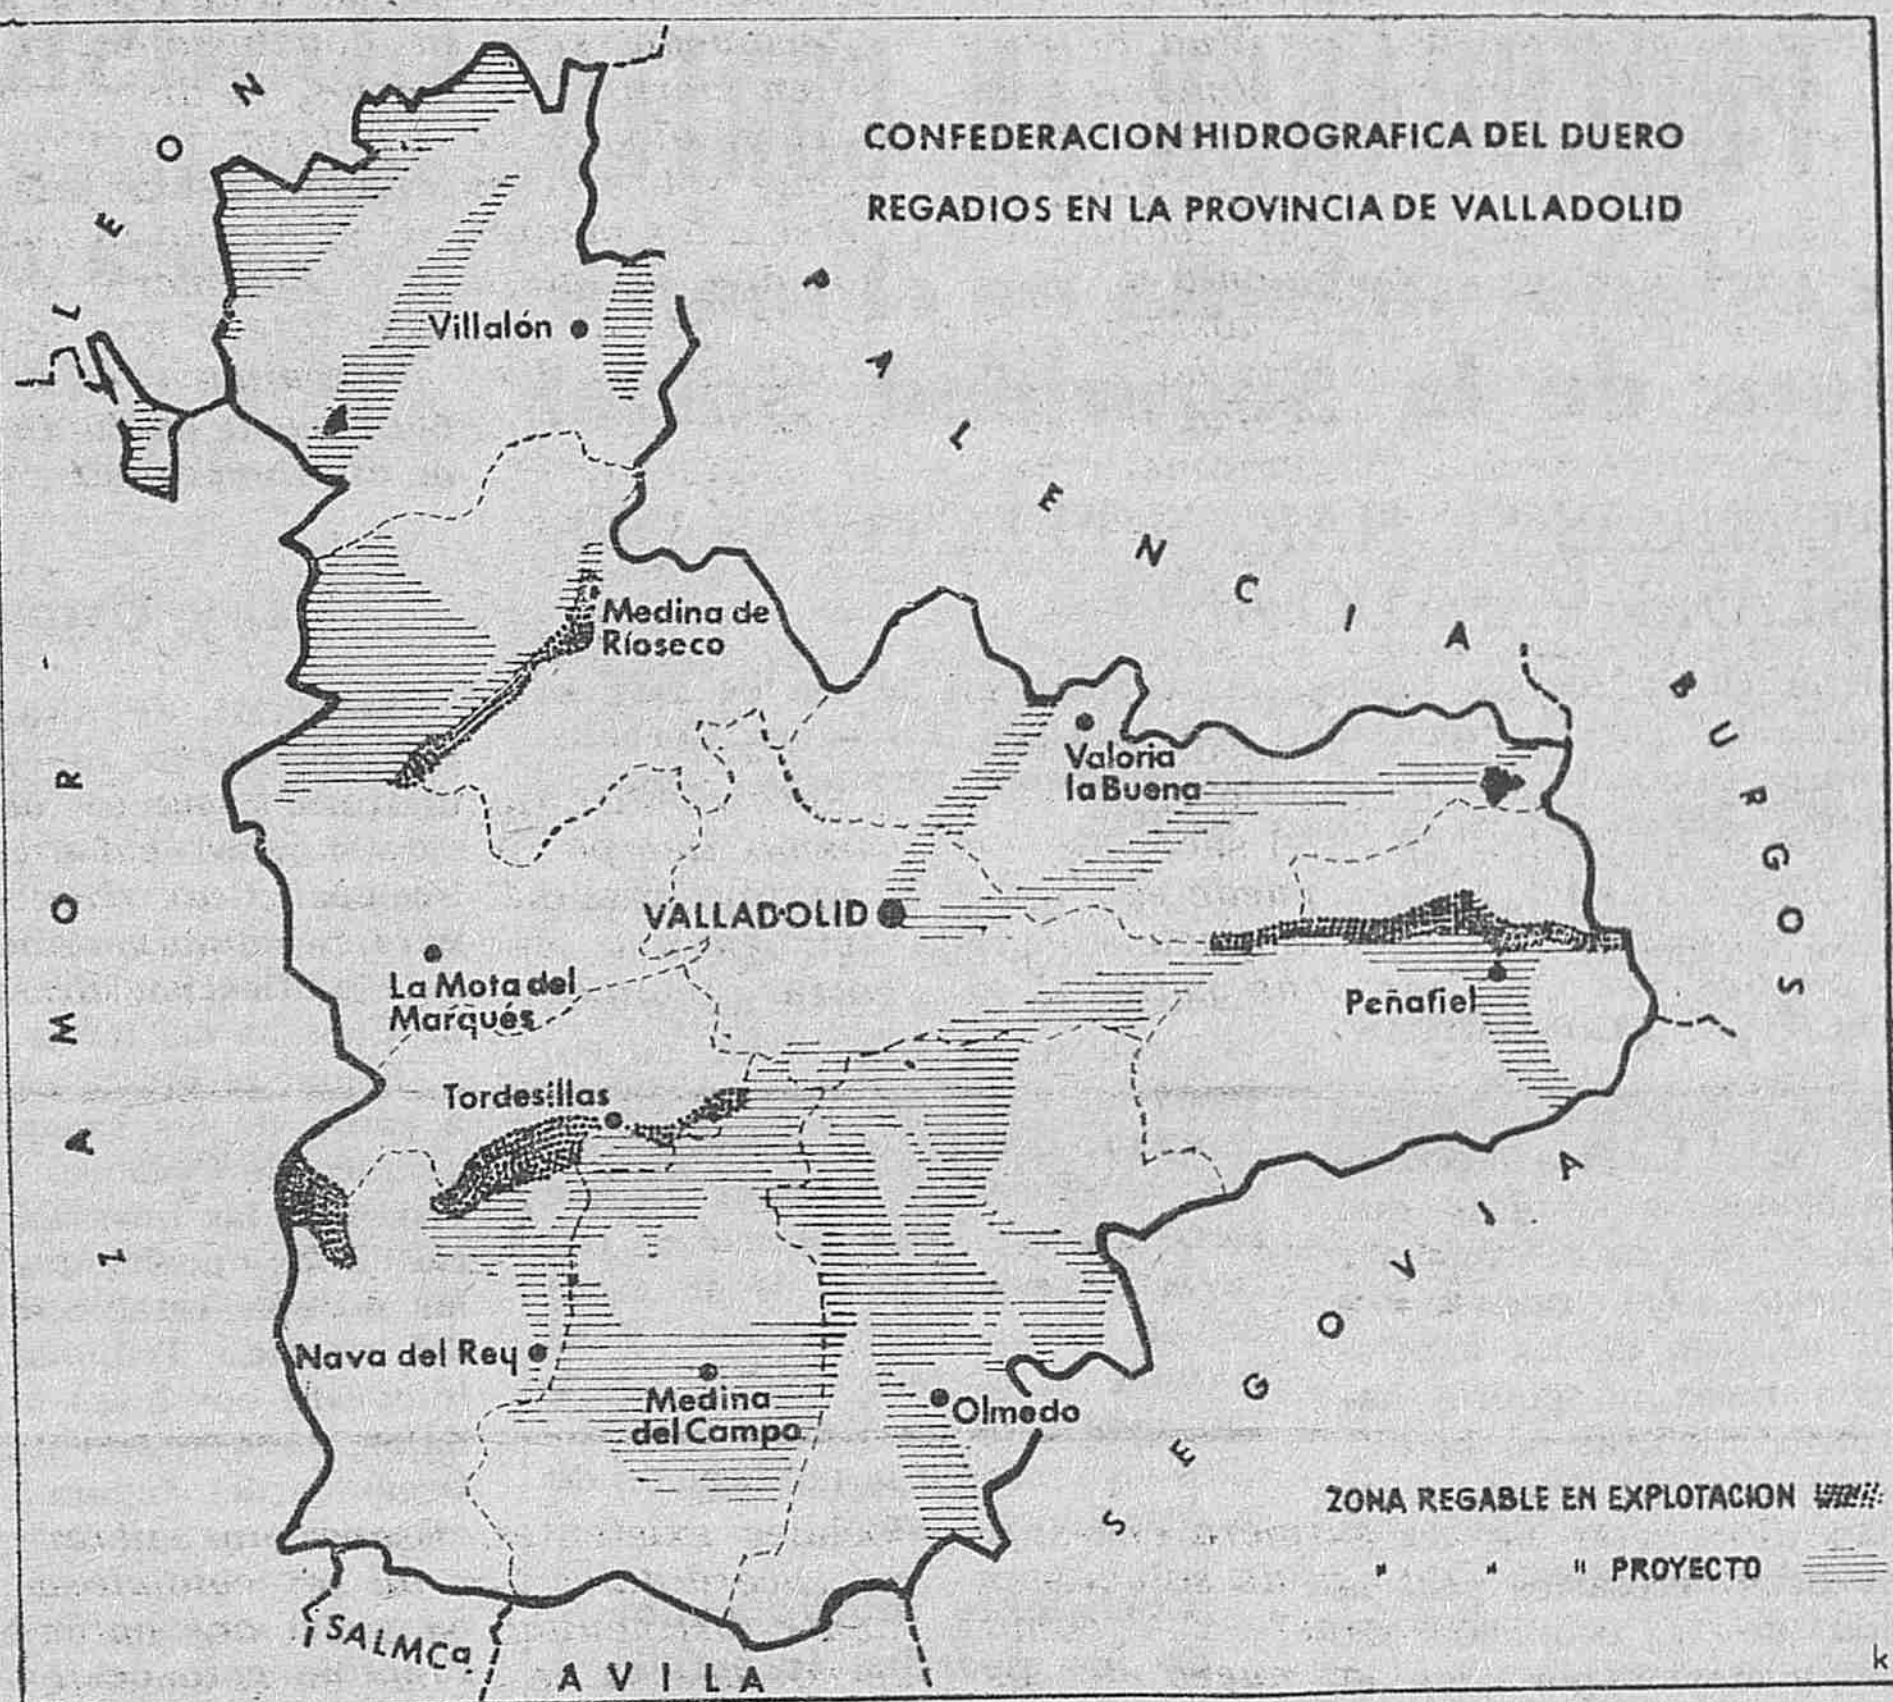 CONFEDERACION HIDROGRAFICA DEL DUERO
REGADIOS EN LA PROVINCIA DE VALLADOLID
LEON
PALENCIA
BURGOS
ZAMOR-
SEGOVIA
Villalón
Medina de
Ríoseco
Valoria
la Buena
VALLADOLID
La Mota del
Marqués
Peñafiel
Tordesillas
Nava del Rey
Medina
del Campo
Olmedo
ZONA REGABLE EN EXPLOTACION
" " " PROYECTO
SALMCa.
AVILA
k